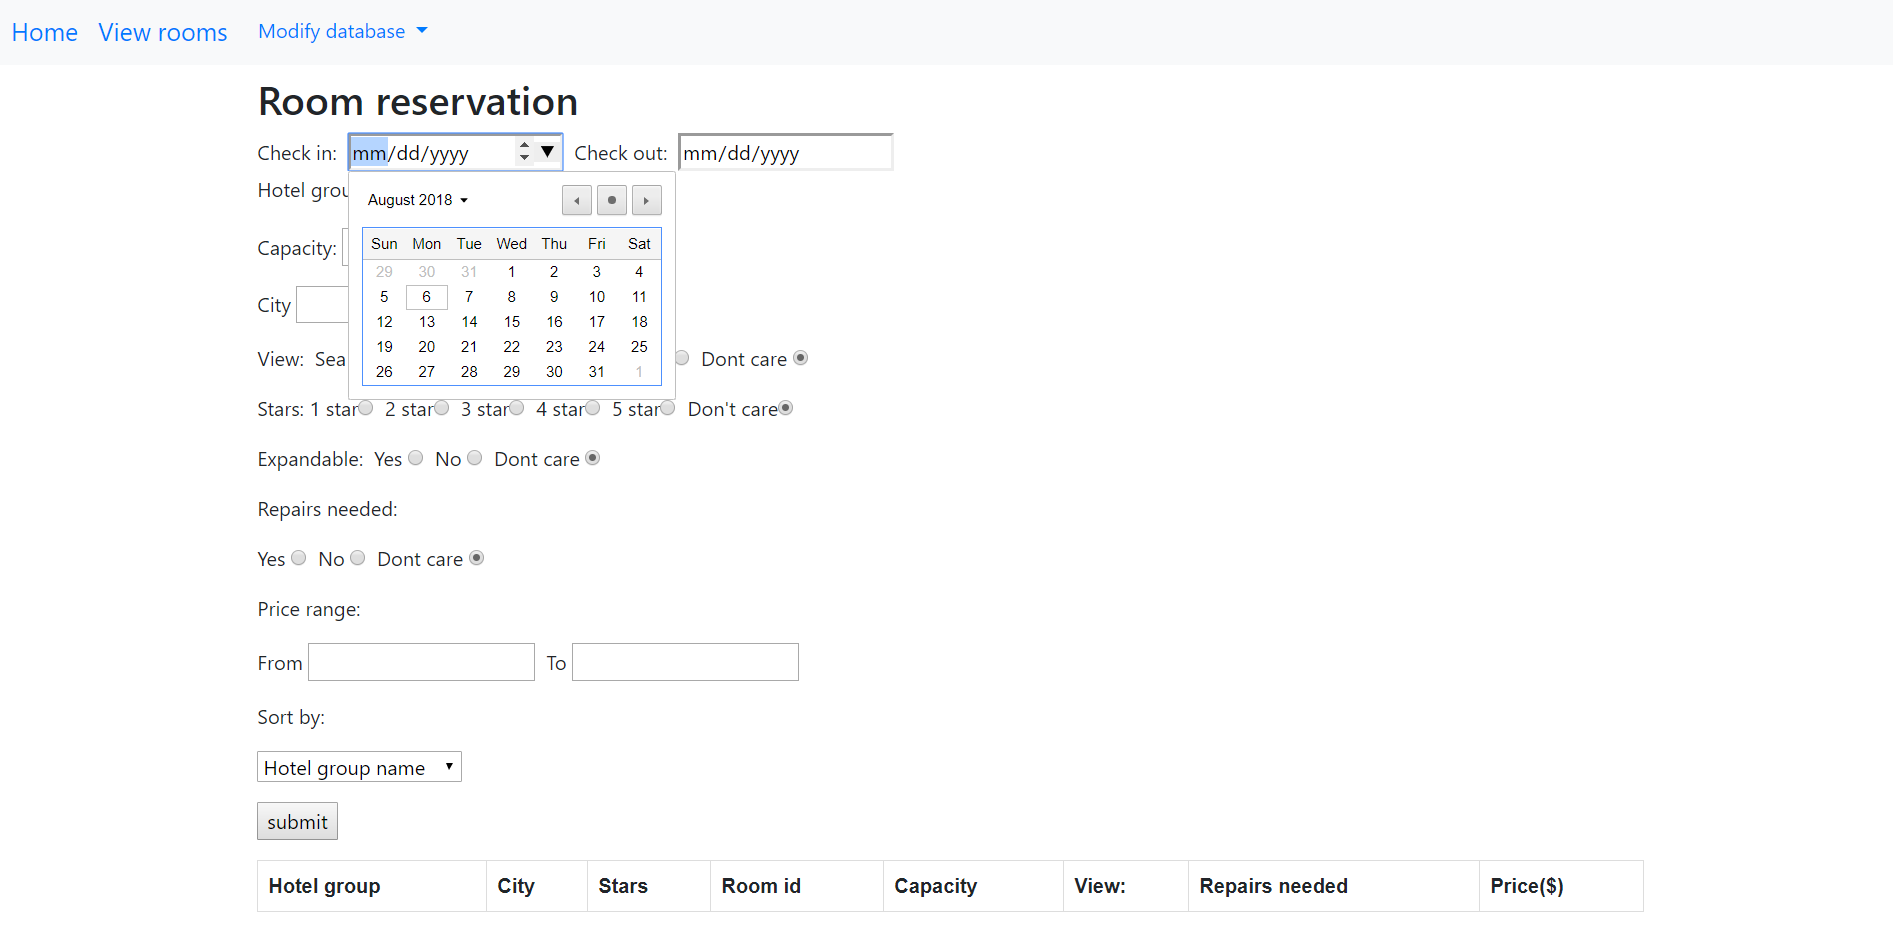 Home View rooms Modify database
Room reservation
Check in: mm/dd/yyyy Check out: mm/dd/yyyy
Hotel grou
August 2018
Sun Mon Tue Wed Thu Fri Sat
Capacity:
29 30 31 1 2 3 4
5 6 7 8 9 10 11
City
12 13 14 15 16 17 18
19 20 21 22 23 24 25
View: Sea Dont care
26 27 28 29 30 31 1
Stars: 1 star 2 star 3 star 4 star 5 star Don't care
Expandable: Yes No Dont care
Repairs needed:
Yes No Dont care
Price range:
From To
Sort by:
Hotel group name
submit
Hotel group City Stars Room id Capacity View: Repairs needed Price($)